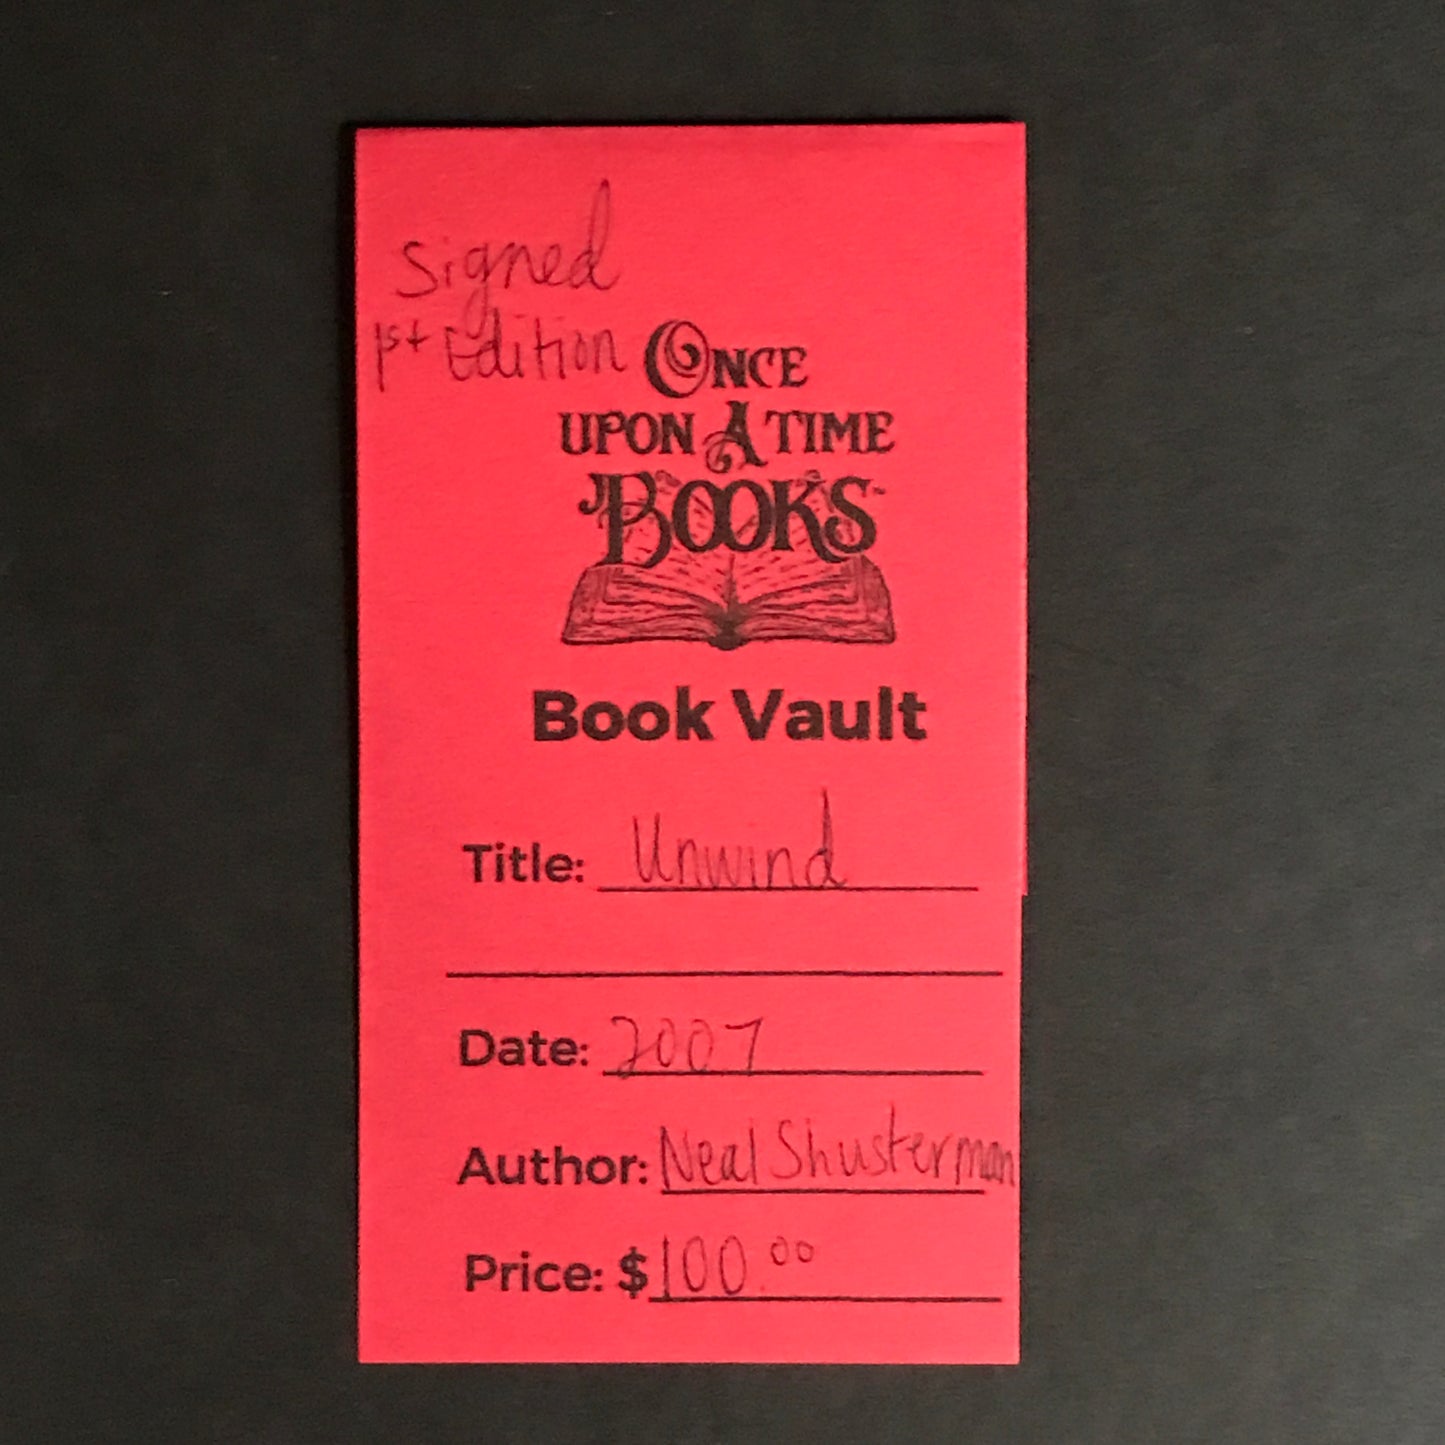 Signed
1st Edition
ONCE
UPON A TIME
BOOKS
Book Vault
Title: Unwind
Date: 2007
Author: Neal Shusterman
Price: $100.00